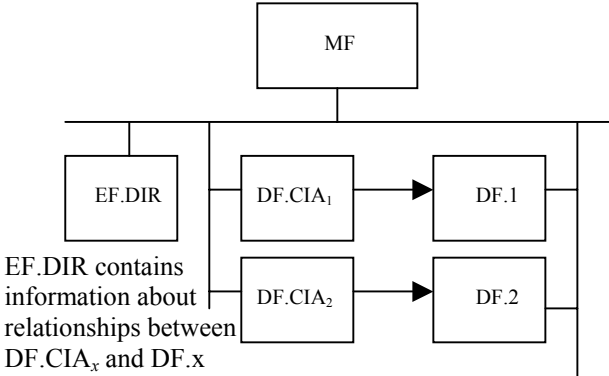 MF
EF.DIR
DF.CIA₁
DF.1
DF.CIA₂
DF.2
EF.DIR contains
information about
relationships between
DF.CIAₓ and DF.x